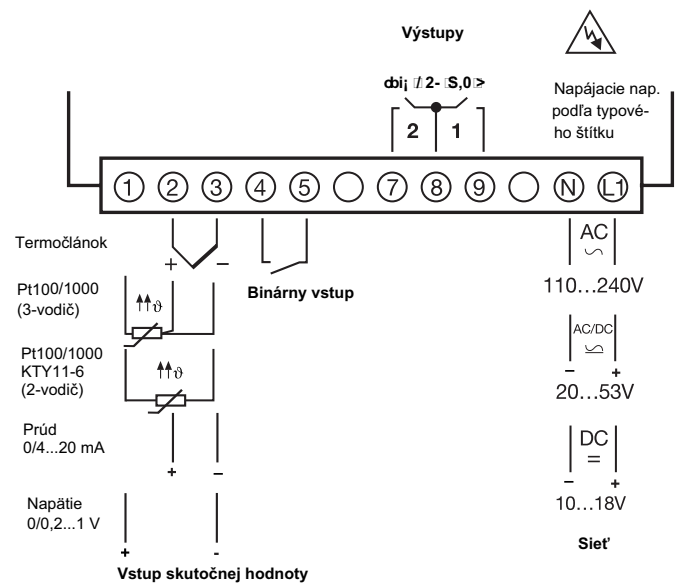 Výstupy
Napájacie nap.
podľa typové-
ho štítku
2 1
1 2 3 4 5 7 8 9 N L1
Termočlánok
+ −
Binárny vstup
AC
110...240V
Pt100/1000
(3-vodič)
ϑ
Pt100/1000
KTY11-6
(2-vodič)
ϑ
AC/DC
− +
20...53V
Prúd
0/4...20 mA
+ −
DC
=
− +
10...18V
Napätie
0/0,2...1 V
+ -
Sieť
Vstup skutočnej hodnoty